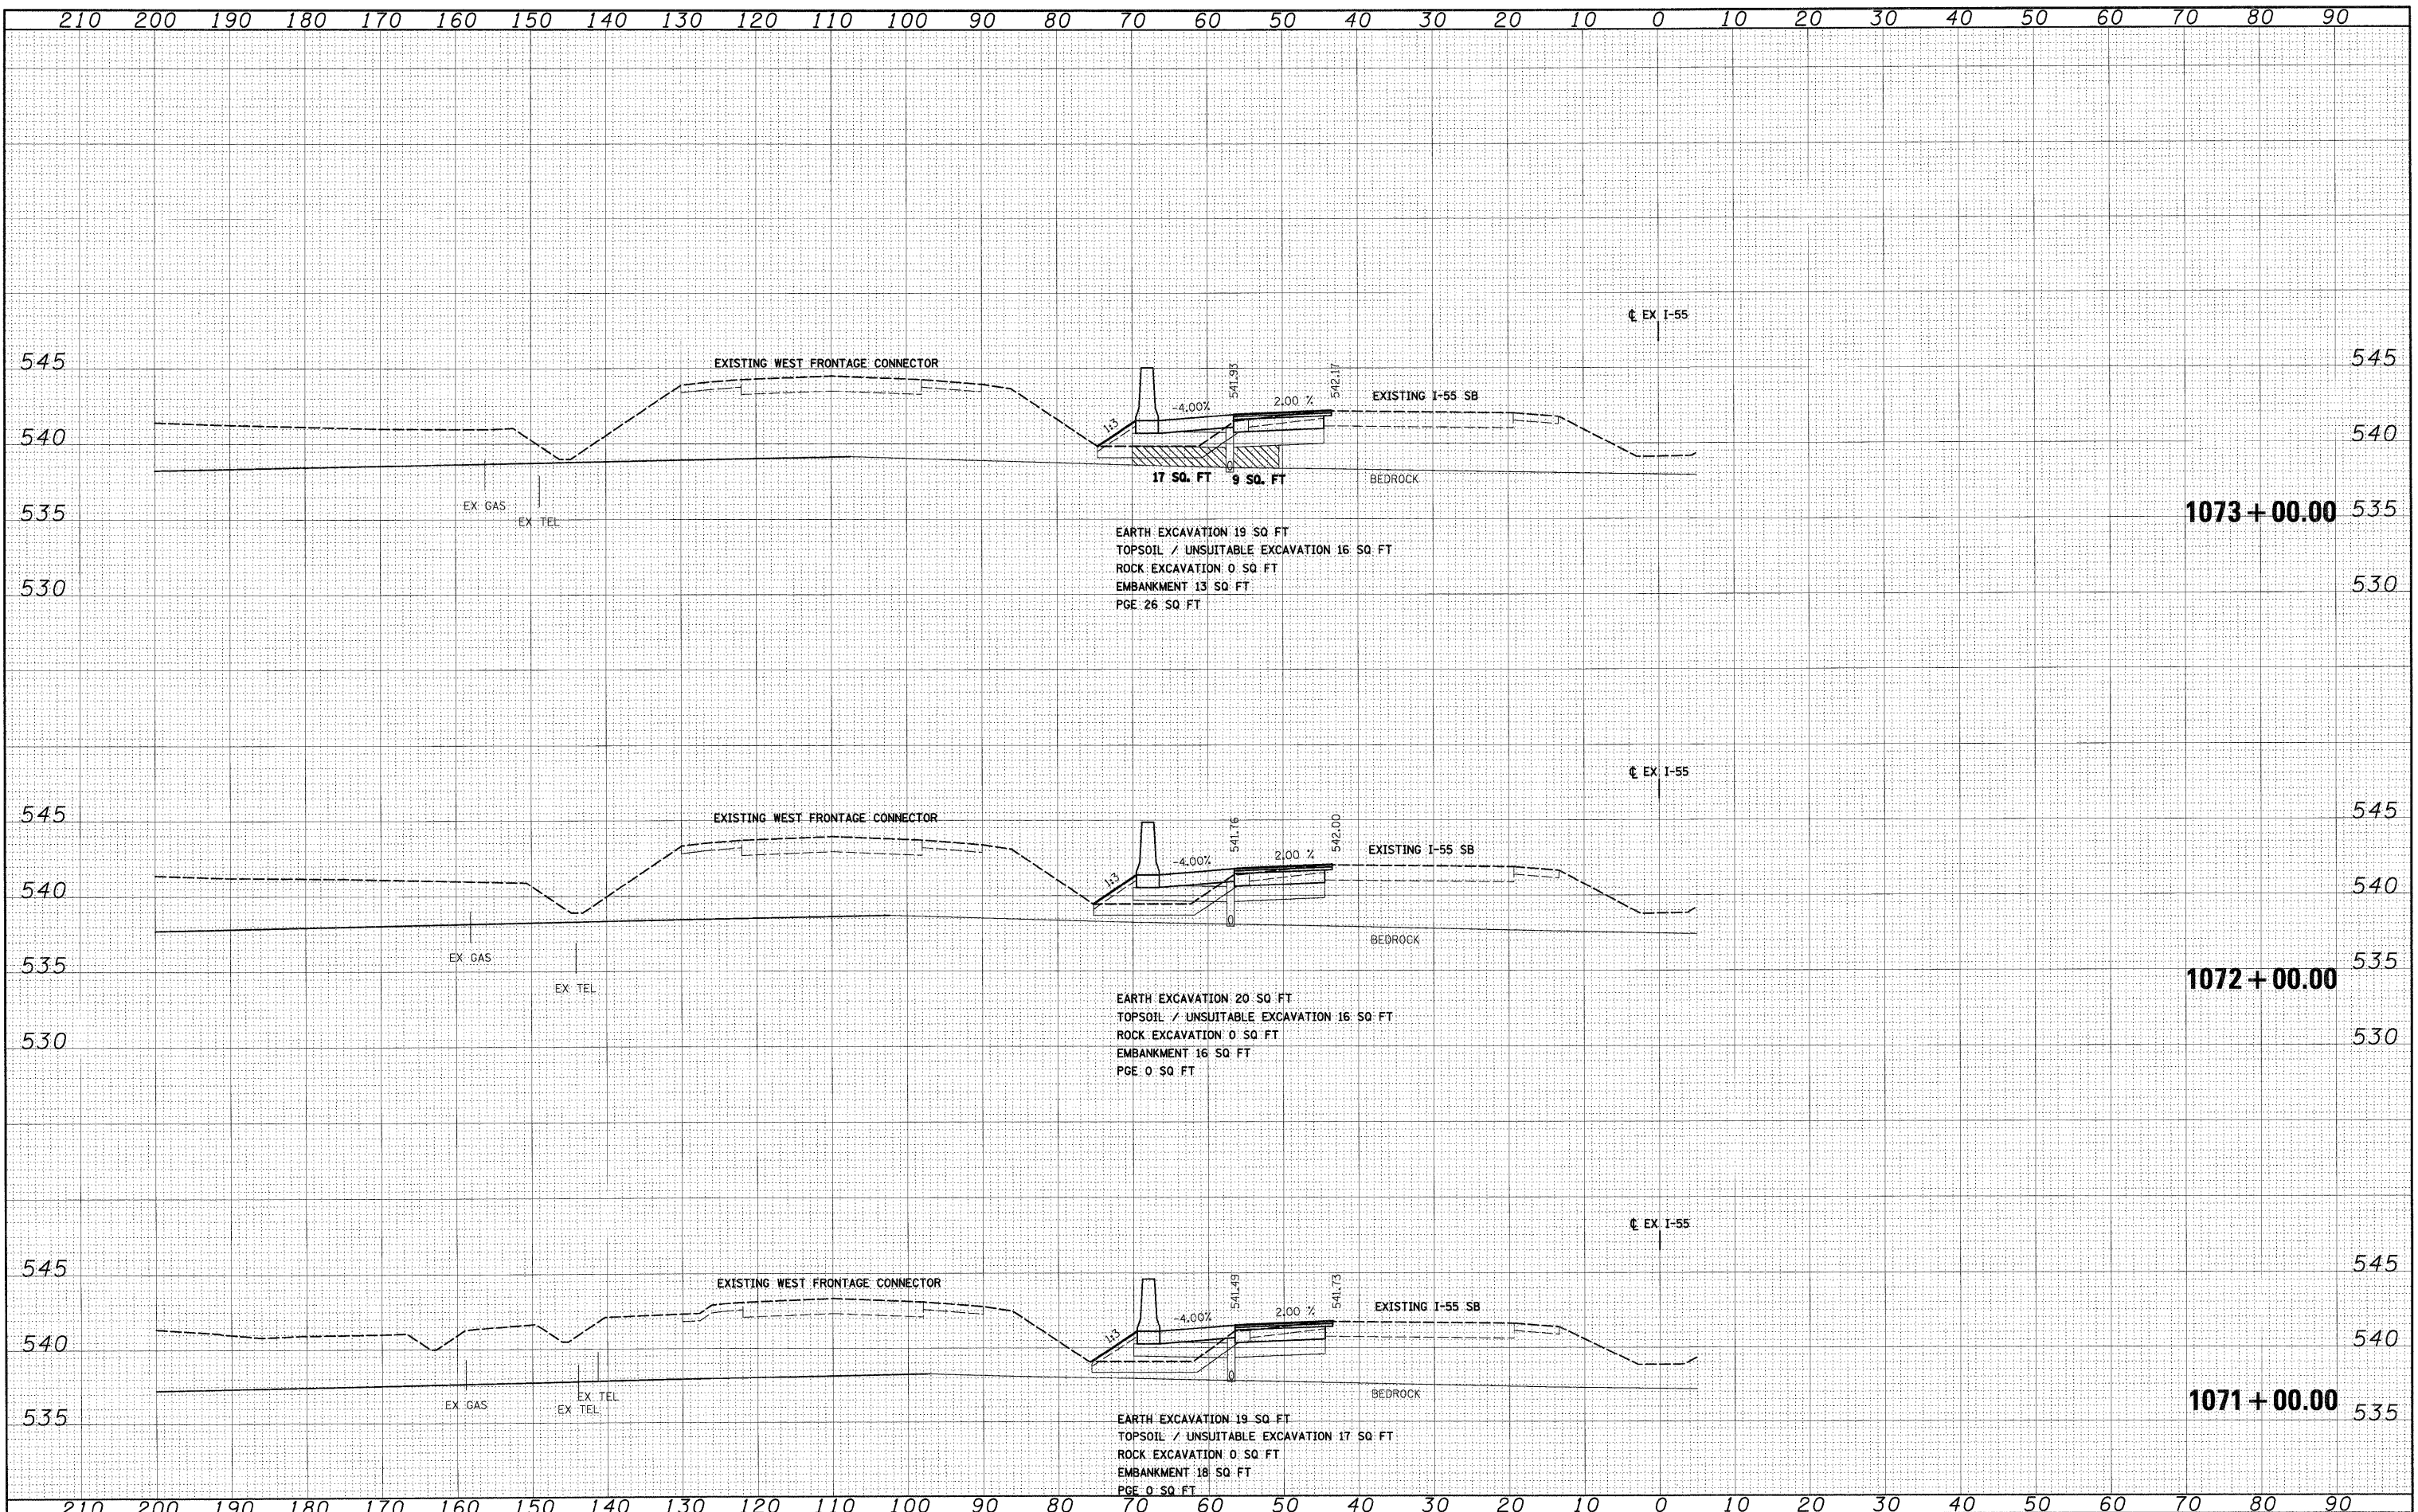 210 200 190 180 170 160 150 140 130 120 110 100 90 80 70 60 50 40 30 20 10 0 10 20 30 40 50 60 70 80 90
℄ EX I-55
545 545
EXISTING WEST FRONTAGE CONNECTOR
541.93
542.17
-4.00%
2.00 %
EXISTING I-55 SB
1:3
540 540
17 SQ. FT 9 SQ. FT
BEDROCK
EX GAS
EX TEL
535 535
1073+00.00
EARTH EXCAVATION 19 SQ FT
TOPSOIL / UNSUITABLE EXCAVATION 16 SQ FT
ROCK EXCAVATION 0 SQ FT
EMBANKMENT 13 SQ FT
PGE 26 SQ FT
530 530
℄ EX I-55
545 545
EXISTING WEST FRONTAGE CONNECTOR
541.76
542.00
-4.00%
2.00 %
EXISTING I-55 SB
1:3
540 540
BEDROCK
EX GAS
EX TEL
535 535
1072+00.00
EARTH EXCAVATION 20 SQ FT
TOPSOIL / UNSUITABLE EXCAVATION 16 SQ FT
ROCK EXCAVATION 0 SQ FT
EMBANKMENT 16 SQ FT
PGE 0 SQ FT
530 530
℄ EX I-55
545 545
EXISTING WEST FRONTAGE CONNECTOR
541.49
541.73
-4.00%
2.00 %
EXISTING I-55 SB
1:3
540 540
BEDROCK
EX GAS
EX TEL
EX TEL
535 535
1071+00.00
EARTH EXCAVATION 19 SQ FT
TOPSOIL / UNSUITABLE EXCAVATION 17 SQ FT
ROCK EXCAVATION 0 SQ FT
EMBANKMENT 18 SQ FT
PGE 0 SQ FT
210 200 190 180 170 160 150 140 130 120 110 100 90 80 70 60 50 40 30 20 10 0 10 20 30 40 50 60 70 80 90